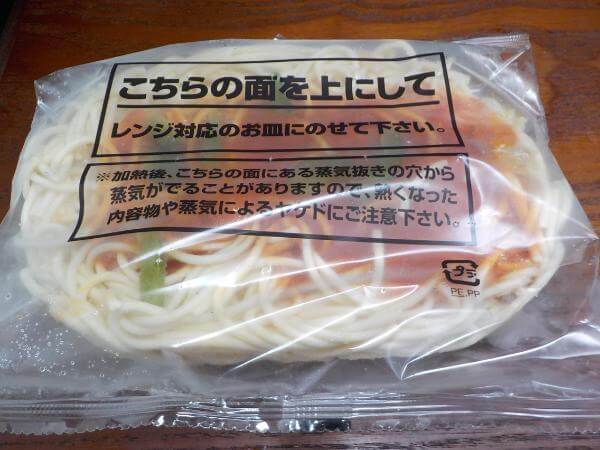 こちらの面を上にして
レンジ対応のお皿にのせて下さい。
※加熱後、こちらの面にある蒸気抜きの穴から
蒸気がでることがありますので、熱くなった
内容物や蒸気によるヤケドにご注意下さい。
プラ
PE,PP